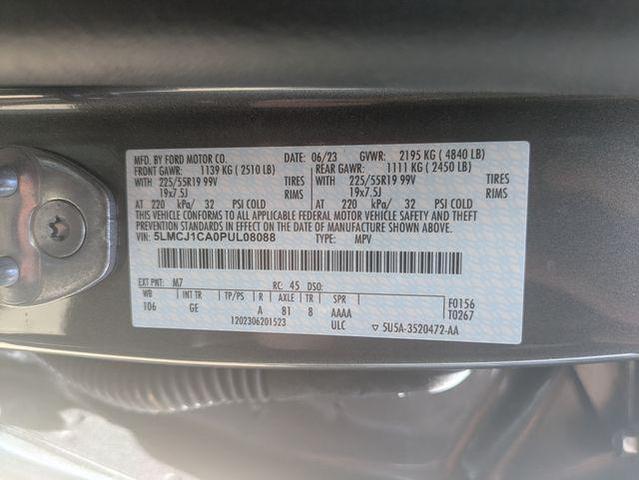 MFD. BY FORD MOTOR CO. DATE: 06/23 GVWR: 2195 KG ( 4840 LB)
FRONT GAWR: 1139 KG ( 2510 LB) REAR GAWR: 1111 KG ( 2450 LB)
WITH 225/55R19 99V TIRES WITH 225/55R19 99V TIRES
19x7.5J RIMS 19x7.5J RIMS
AT 220 kPa/ 32 PSI COLD AT 220 kPa/ 32 PSI COLD
THIS VEHICLE CONFORMS TO ALL APPLICABLE FEDERAL MOTOR VEHICLE SAFETY AND THEFT
PREVENTION STANDARDS IN EFFECT ON THE DATE OF MANUFACTURE SHOWN ABOVE.
VIN: 5LMCJ1CA0PUL08088 TYPE: MPV
EXT PNT: M7 RC: 45 DSO:
WB INT TR TP/PS R AXLE TR SPR F0156
106 GE A 81 8 AAAA T0267
1202306201523 ULC ▽ 5U5A-3520472-AA